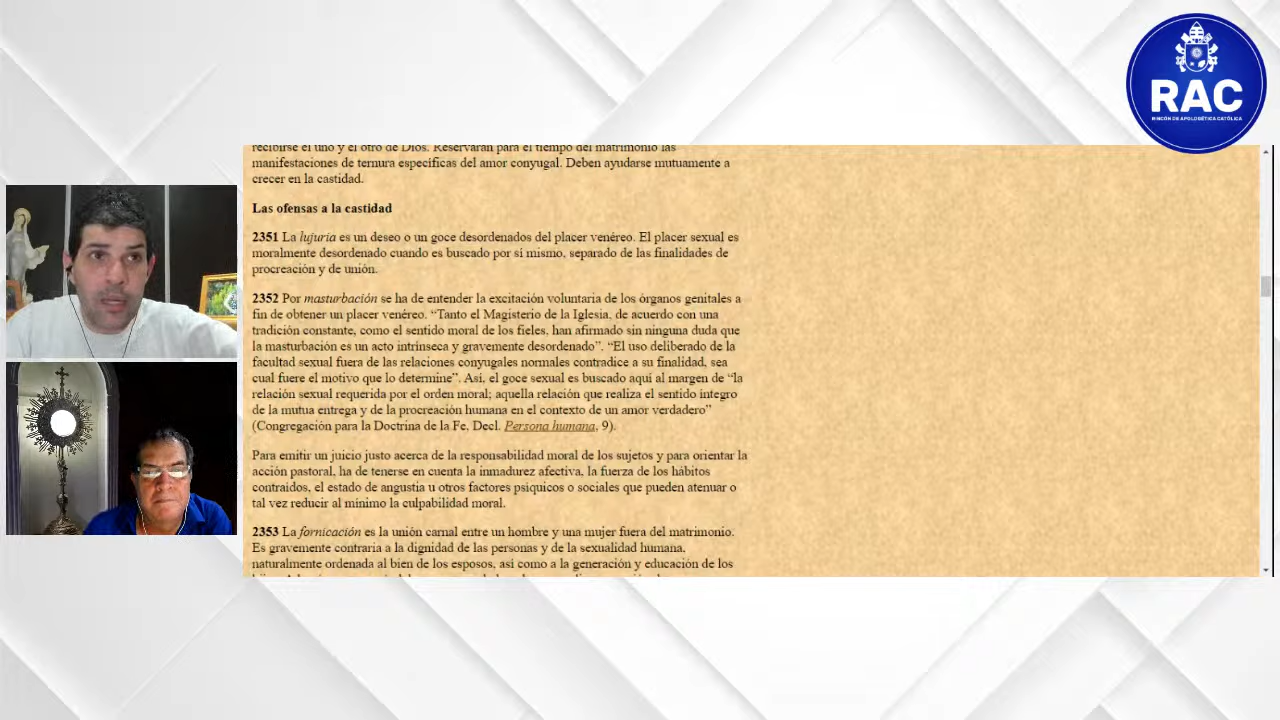 RAC
RINCÓN DE APOLOGÉTICA CATÓLICA
recibirse el uno y el otro de Dios. Reservarán para el tiempo del matrimonio las
manifestaciones de ternura específicas del amor conyugal. Deben ayudarse mutuamente a
crecer en la castidad.
Las ofensas a la castidad
2351 La lujuria es un deseo o un goce desordenados del placer venéreo. El placer sexual es
moralmente desordenado cuando es buscado por sí mismo, separado de las finalidades de
procreación y de unión.
2352 Por masturbación se ha de entender la excitación voluntaria de los órganos genitales a
fin de obtener un placer venéreo. “Tanto el Magisterio de la Iglesia, de acuerdo con una
tradición constante, como el sentido moral de los fieles, han afirmado sin ninguna duda que
la masturbación es un acto intrínseca y gravemente desordenado”. “El uso deliberado de la
facultad sexual fuera de las relaciones conyugales normales contradice a su finalidad, sea
cual fuere el motivo que lo determine”. Así, el goce sexual es buscado aquí al margen de “la
relación sexual requerida por el orden moral; aquella relación que realiza el sentido íntegro
de la mutua entrega y de la procreación humana en el contexto de un amor verdadero”
(Congregación para la Doctrina de la Fe, Decl. Persona humana, 9).
Para emitir un juicio justo acerca de la responsabilidad moral de los sujetos y para orientar la
acción pastoral, ha de tenerse en cuenta la inmadurez afectiva, la fuerza de los hábitos
contraídos, el estado de angustia u otros factores psíquicos o sociales que pueden atenuar o
tal vez reducir al mínimo la culpabilidad moral.
2353 La fornicación es la unión carnal entre un hombre y una mujer fuera del matrimonio.
Es gravemente contraria a la dignidad de las personas y de la sexualidad humana,
naturalmente ordenada al bien de los esposos, así como a la generación y educación de los